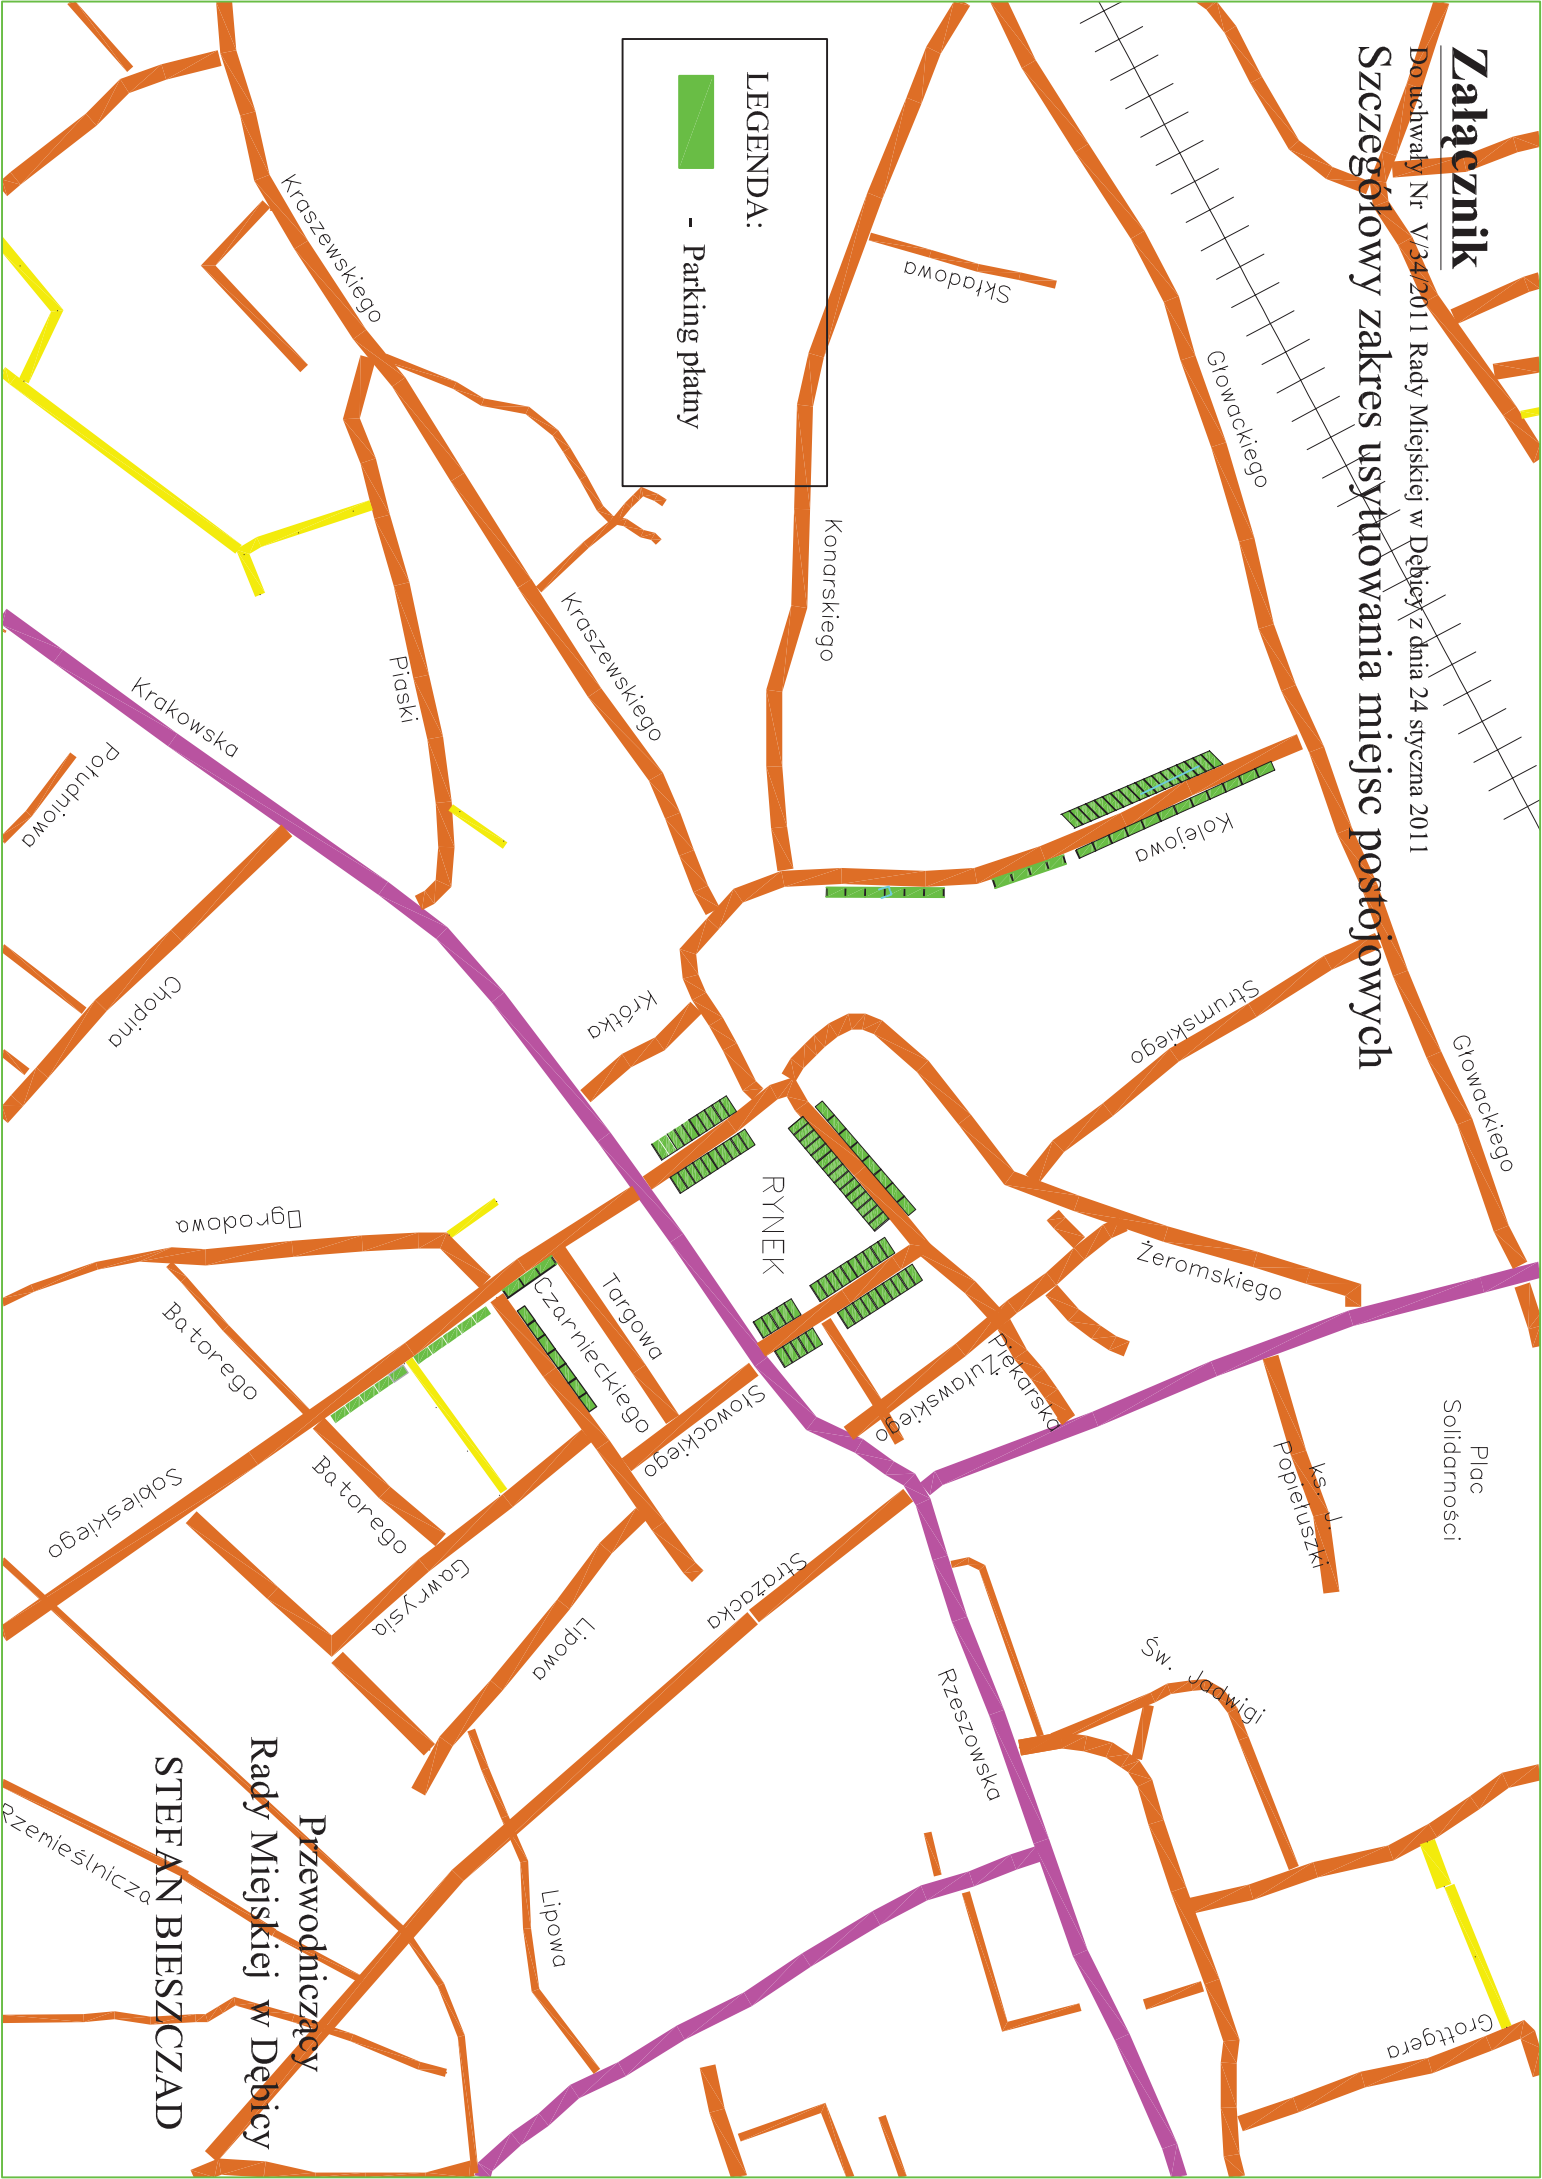 Załącznik
Do uchwały Nr V/34/2011 Rady Miejskiej w Dębicy z dnia 24 styczna 2011
Szczegółowy zakres usytuowania miejsc postojowych
LEGENDA:
- Parking płatny
Składowa
Głowackiego
Konarskiego
Kraszewskiego
Kraszewskiego
Piaski
Krakowska
Południowa
Chopina
Kolejowa
Strumskiego
Głowackiego
Krótka
RYNEK
Żeromskiego
Ogrodowa
Batorego
Czarnieckiego
Targowa
Słowackiego
Piekarska
Żuławskiego
Plac
Solidarności
ks. J.
Popiełuszki
Sobieskiego
Batorego
Gawrysia
Lipowa
Strażacka
Rzeszowska
Św. Jadwigi
Rzemieślnicza
Lipowa
Grottgera
Przewodniczący
Rady Miejskiej w Dębicy
STEFAN BIESZCZAD